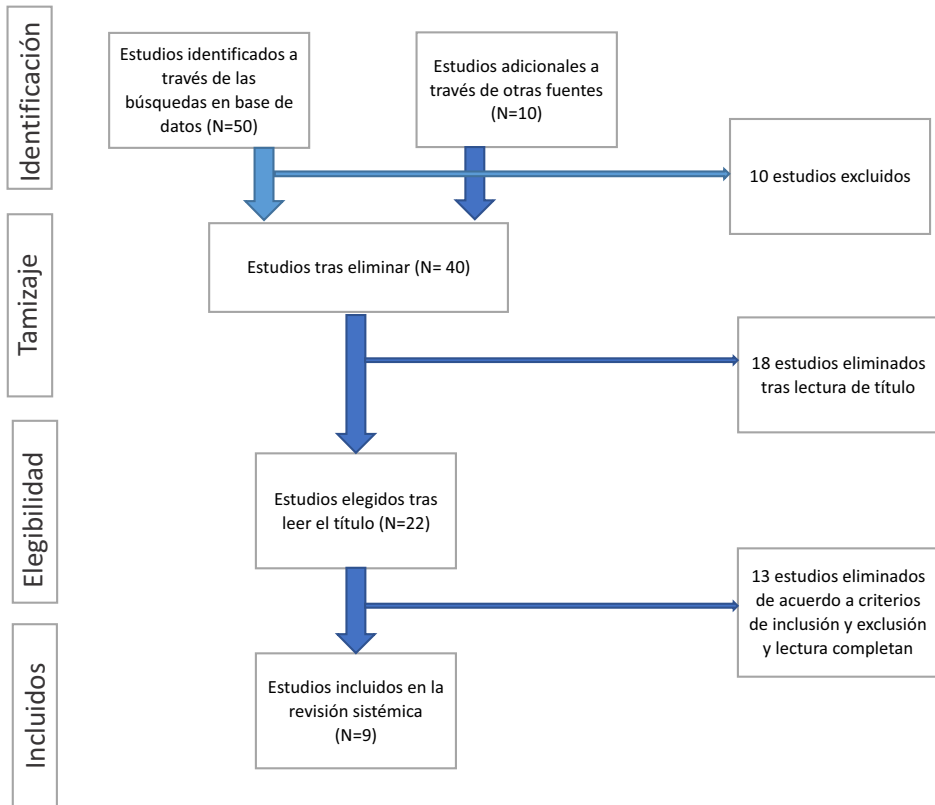 Identificación
Estudios identificados a
través de las
búsquedas en base de
datos (N=50)
Estudios adicionales a
través de otras fuentes
(N=10)
10 estudios excluidos
Tamizaje
Estudios tras eliminar (N= 40)
18 estudios eliminados
tras lectura de título
Elegibilidad
Estudios elegidos tras
leer el título (N=22)
13 estudios eliminados
de acuerdo a criterios
de inclusión y exclusión
y lectura completan
Incluidos
Estudios incluidos en la
revisión sistémica
(N=9)